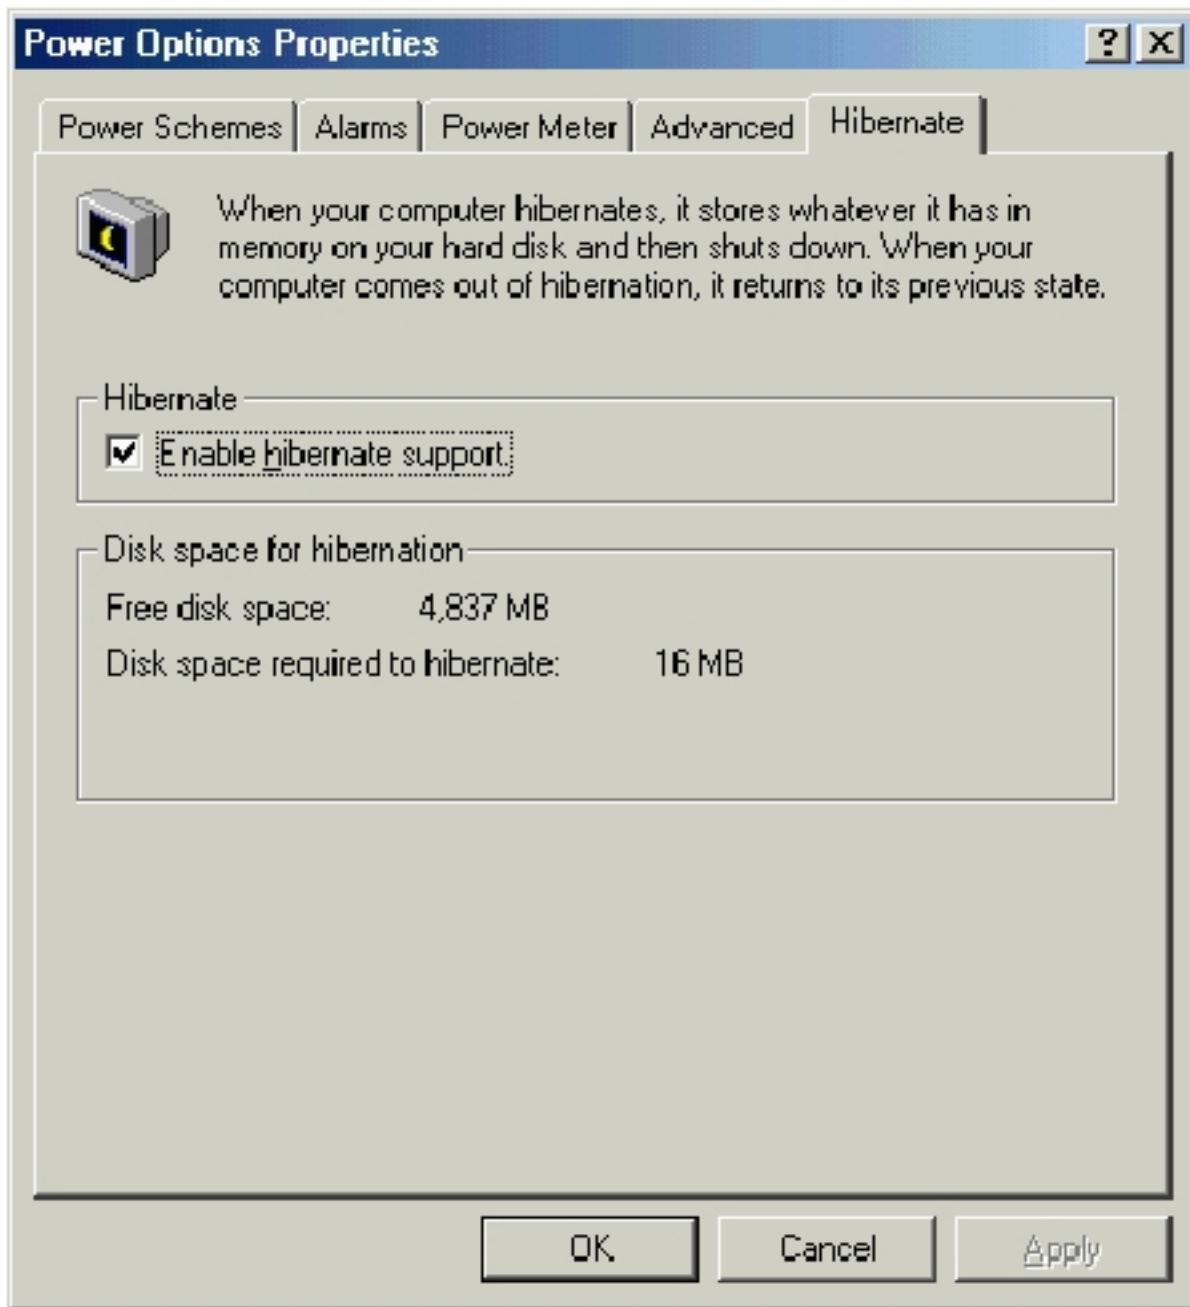 Power Options Properties
Power Schemes
Alarms
Power Meter
Advanced
Hibernate
When your computer hibernates, it stores whatever it has in
memory on your hard disk and then shuts down. When your
computer comes out of hibernation, it returns to its previous state.
Hibernate
Enable hibernate support.
Disk space for hibernation
Free disk space: 4,837 MB
Disk space required to hibernate: 16 MB
OK
Cancel
Apply